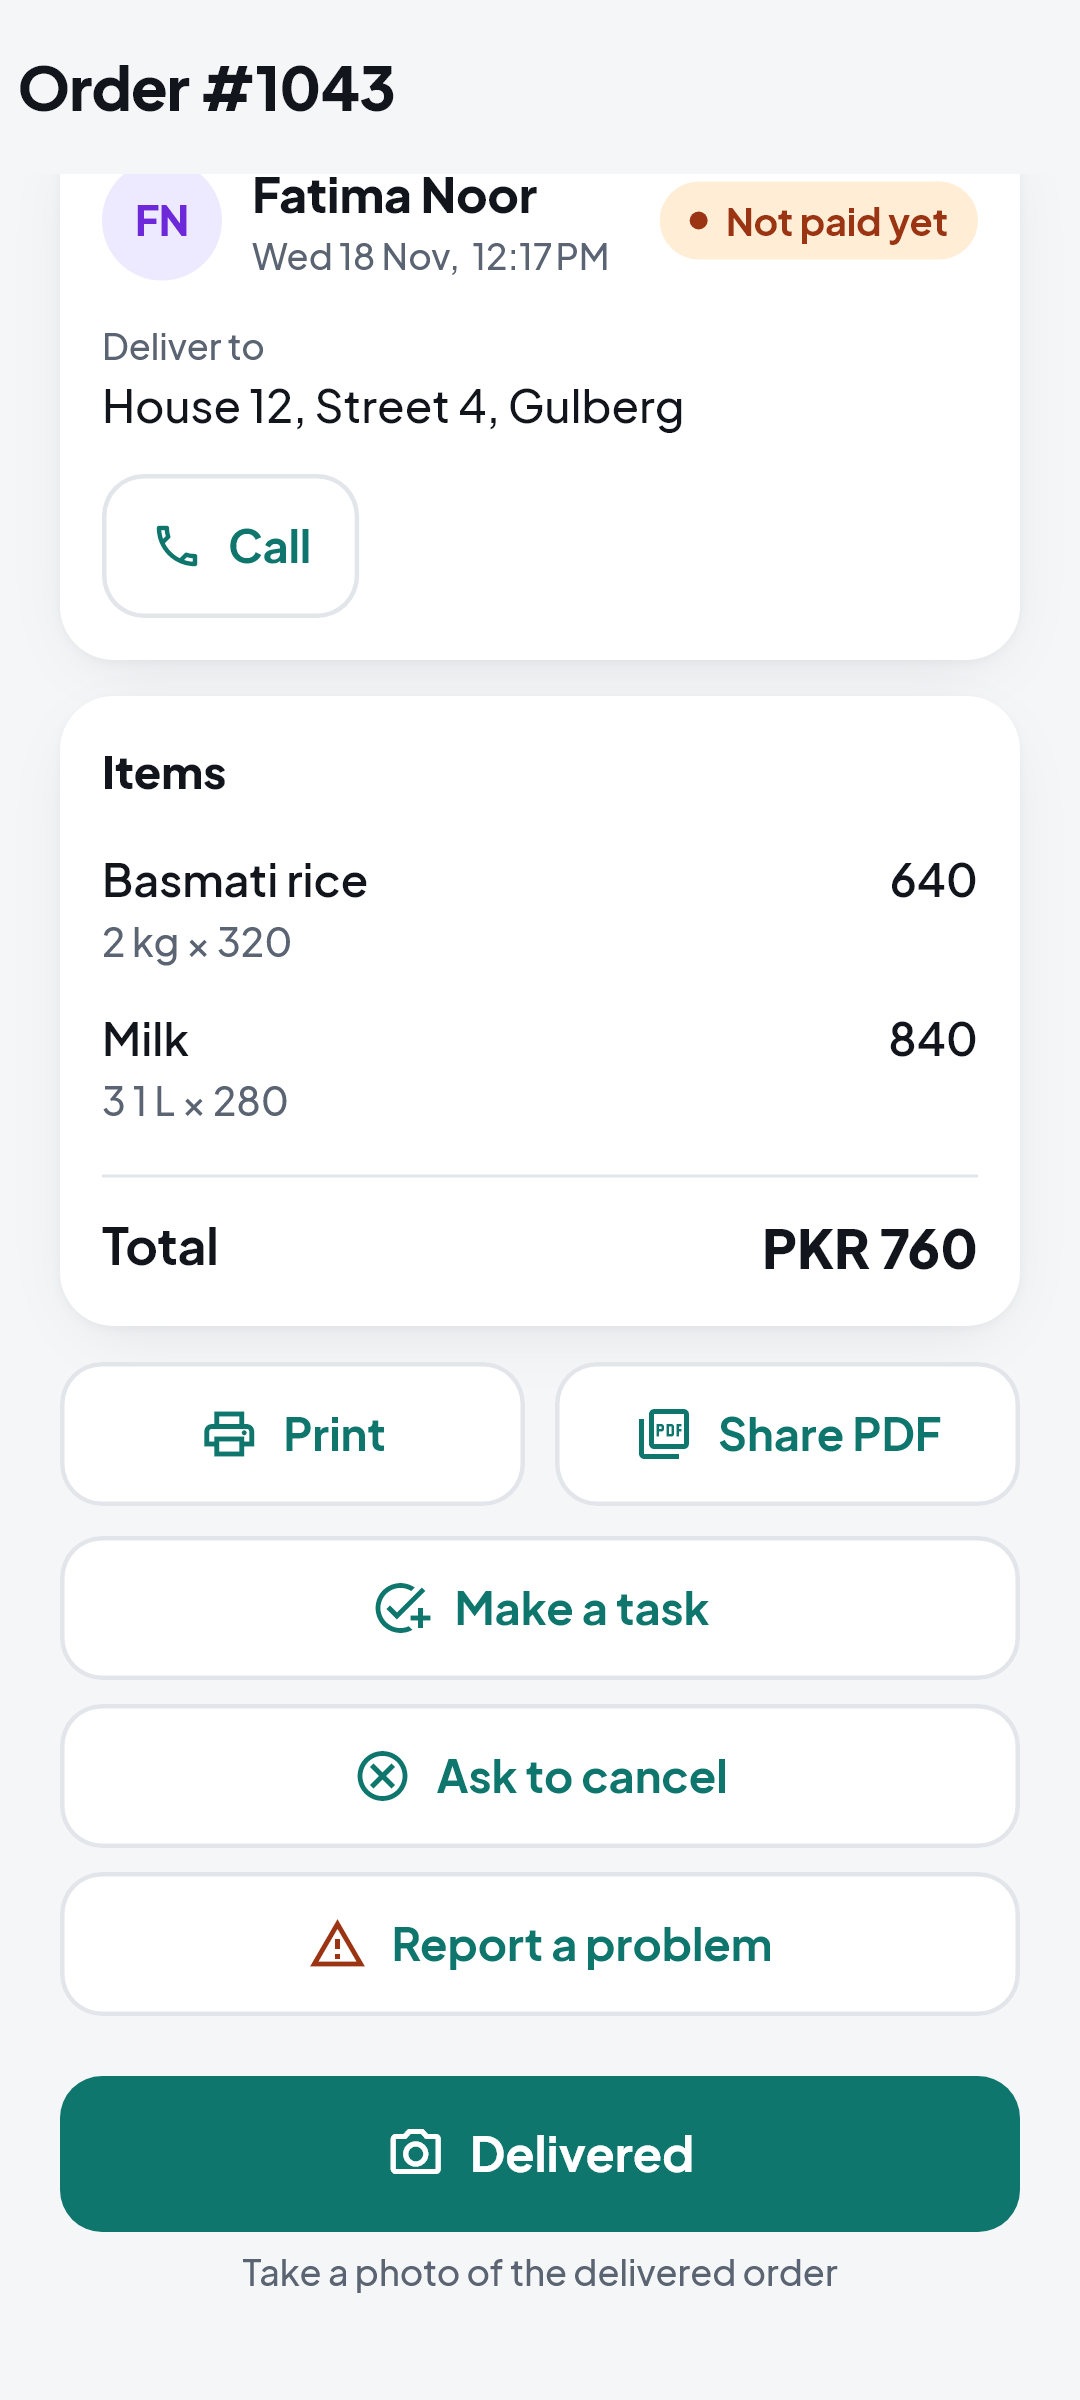 Order #1043
FN
Fatima Noor
Wed 18 Nov, 12:17 PM
Not paid yet
Deliver to
House 12, Street 4, Gulberg
Call
Items
Basmati rice 640
2 kg × 320
Milk 840
3 1 L × 280
Total PKR 760
Print
PDF Share PDF
Make a task
Ask to cancel
Report a problem
Delivered
Take a photo of the delivered order